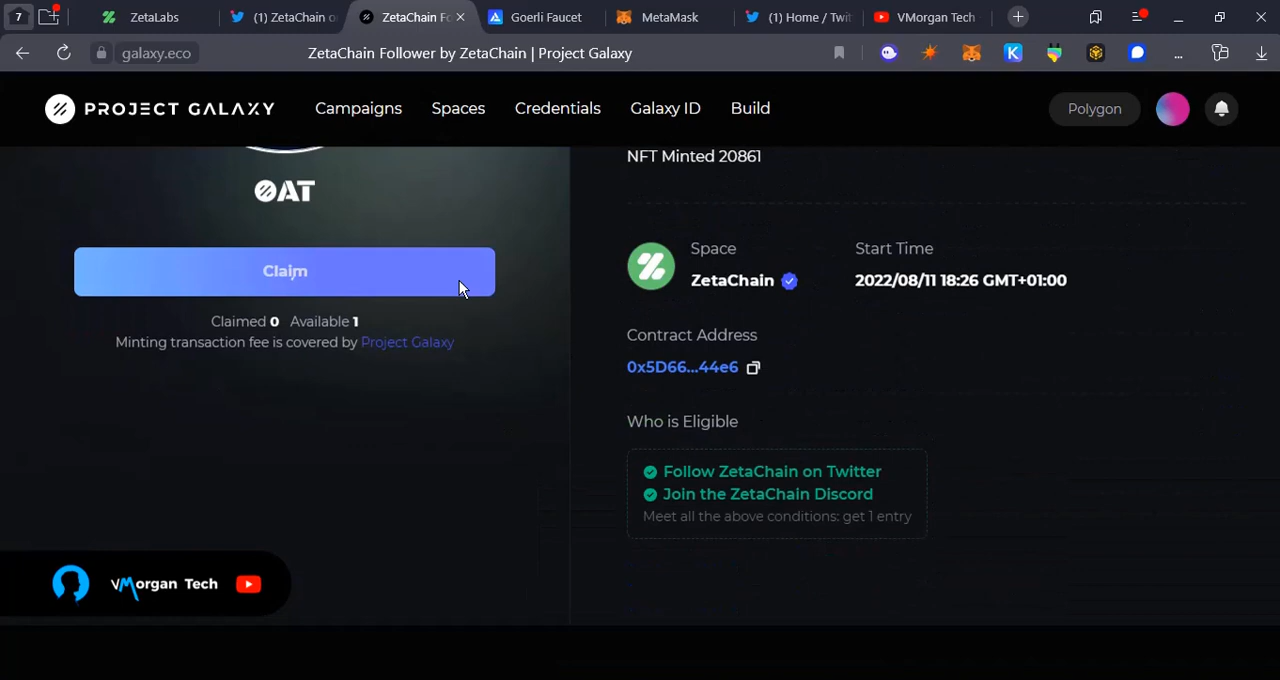 7
ZetaLabs
(1) ZetaChain o
ZetaChain Fo
Goerli Faucet
MetaMask
(1) Home / Twit
VMorgan Tech
galaxy.eco
ZetaChain Follower by ZetaChain | Project Galaxy
PROJECT GALAXY
Campaigns
Spaces
Credentials
Galaxy ID
Build
Polygon
OAT
Claim
Claimed 0 Available 1
Minting transaction fee is covered by Project Galaxy
NFT Minted 20861
Space
ZetaChain
Start Time
2022/08/11 18:26 GMT+01:00
Contract Address
0x5D66...44e6
Who is Eligible
Follow ZetaChain on Twitter
Join the ZetaChain Discord
Meet all the above conditions: get 1 entry
VMorgan Tech